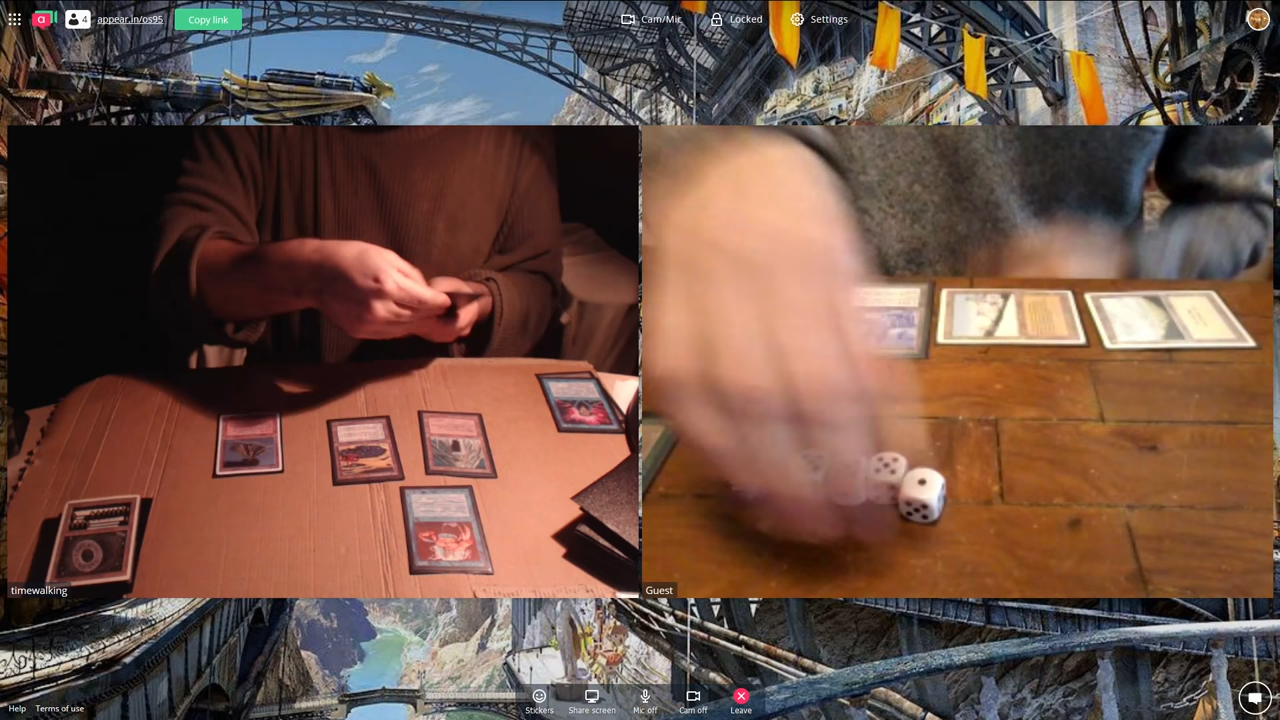 4
appear.in/os95
Copy link
Cam/Mic
Locked
Settings
timewalking
Guest
Help
Terms of use
Stickers
Share screen
Mic off
Cam off
Leave